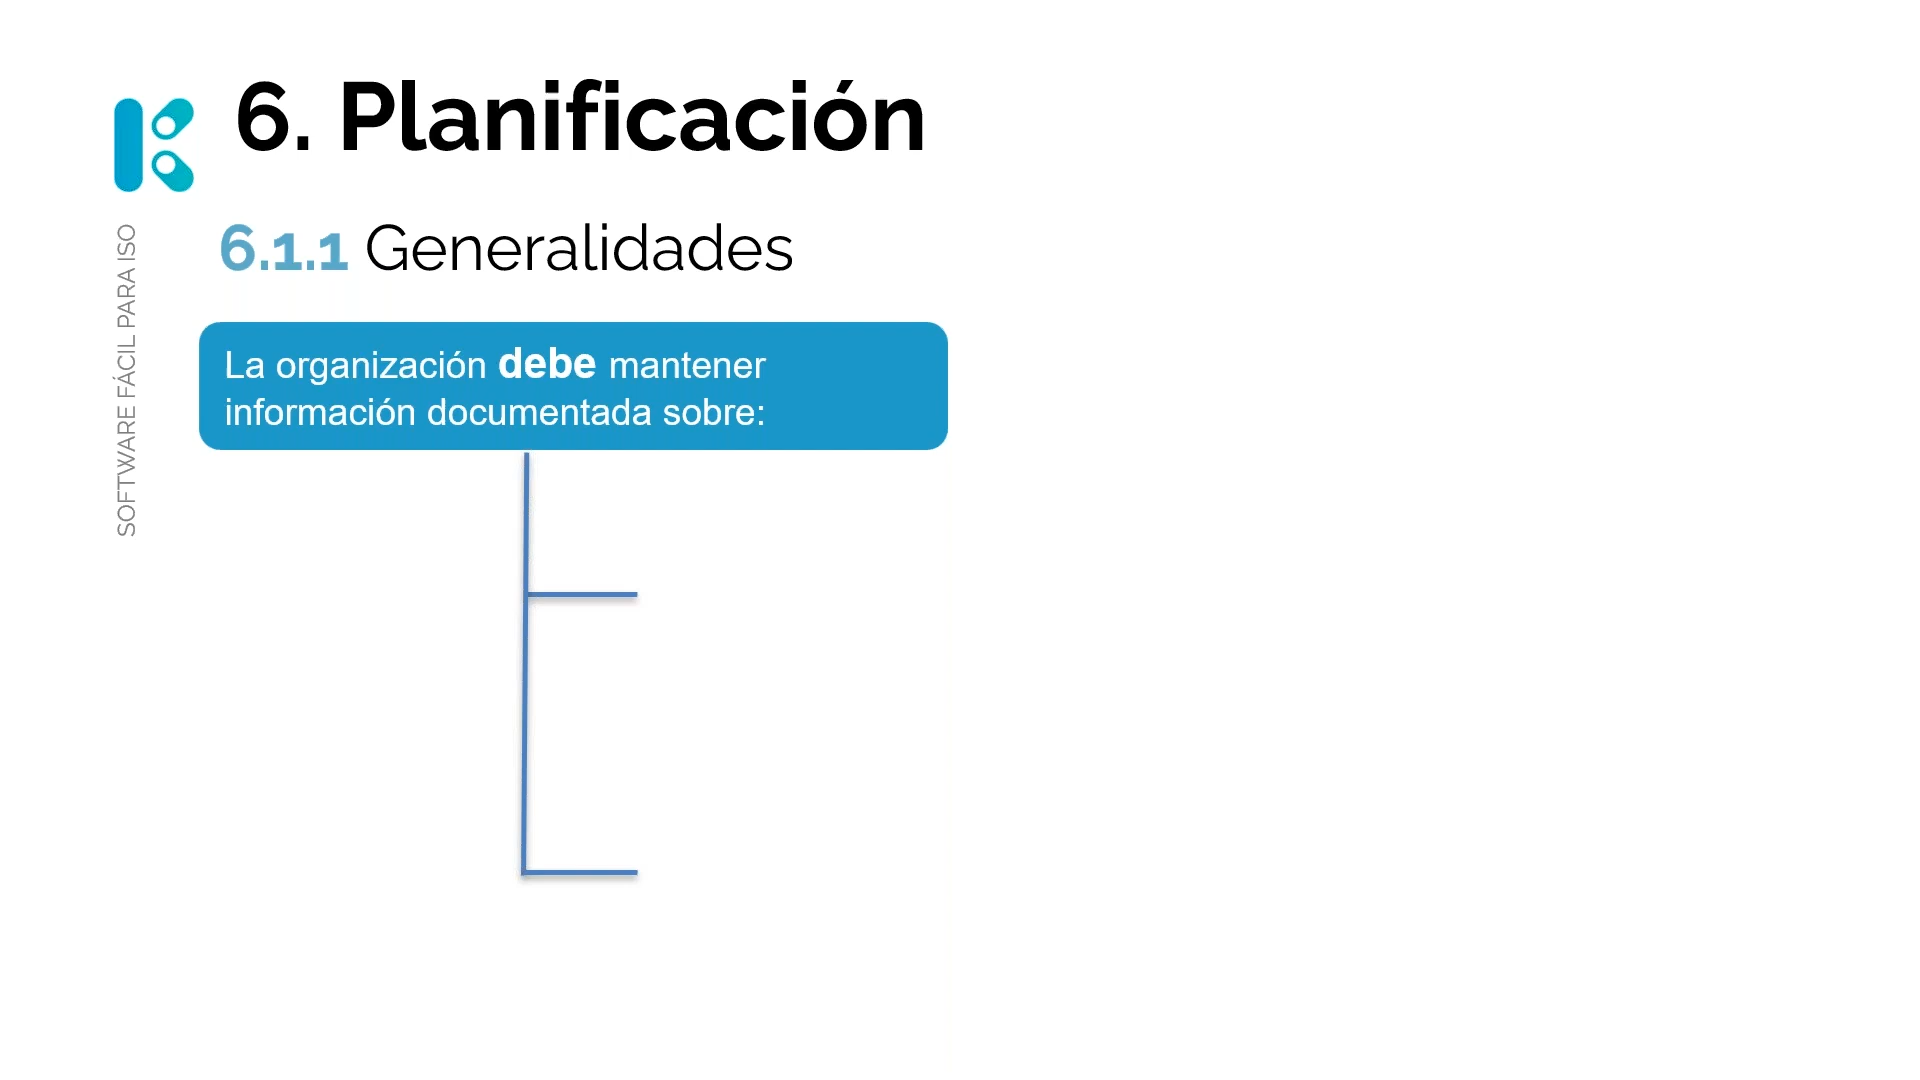 6. Planificación
SOFTWARE FÁCIL PARA ISO
6.1.1 Generalidades
La organización debe mantener
información documentada sobre: